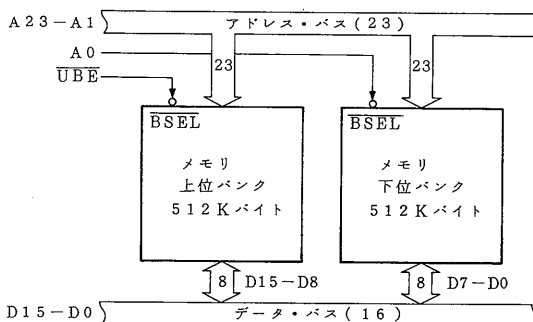 A23-A1 アドレス・バス(23)
A0
UBE
23 23
BSEL BSEL
メモリ
上位バンク
512Kバイト
メモリ
下位バンク
512Kバイト
8 D15-D8 8 D7-D0
D15-D0 データ・バス(16)